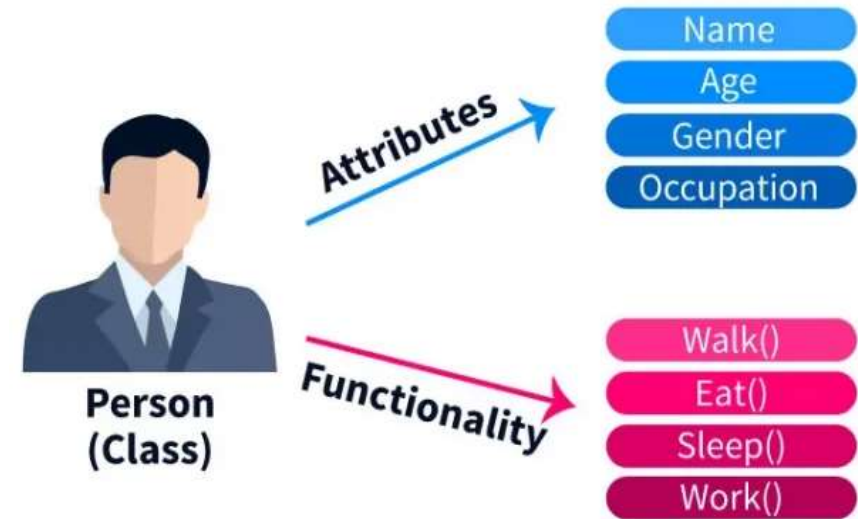 Person
(Class)
Attributes
Name
Age
Gender
Occupation
Functionality
Walk()
Eat()
Sleep()
Work()